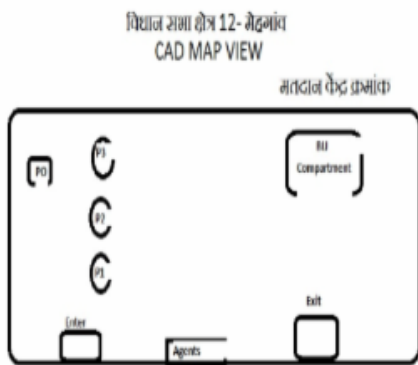 विधान सभा क्षेत्र 12- मेहगांव
CAD MAP VIEW
मतदान केंद्र क्रमांक
P3
BU
Compartment
PO
P2
P1
Enter
Exit
Agents